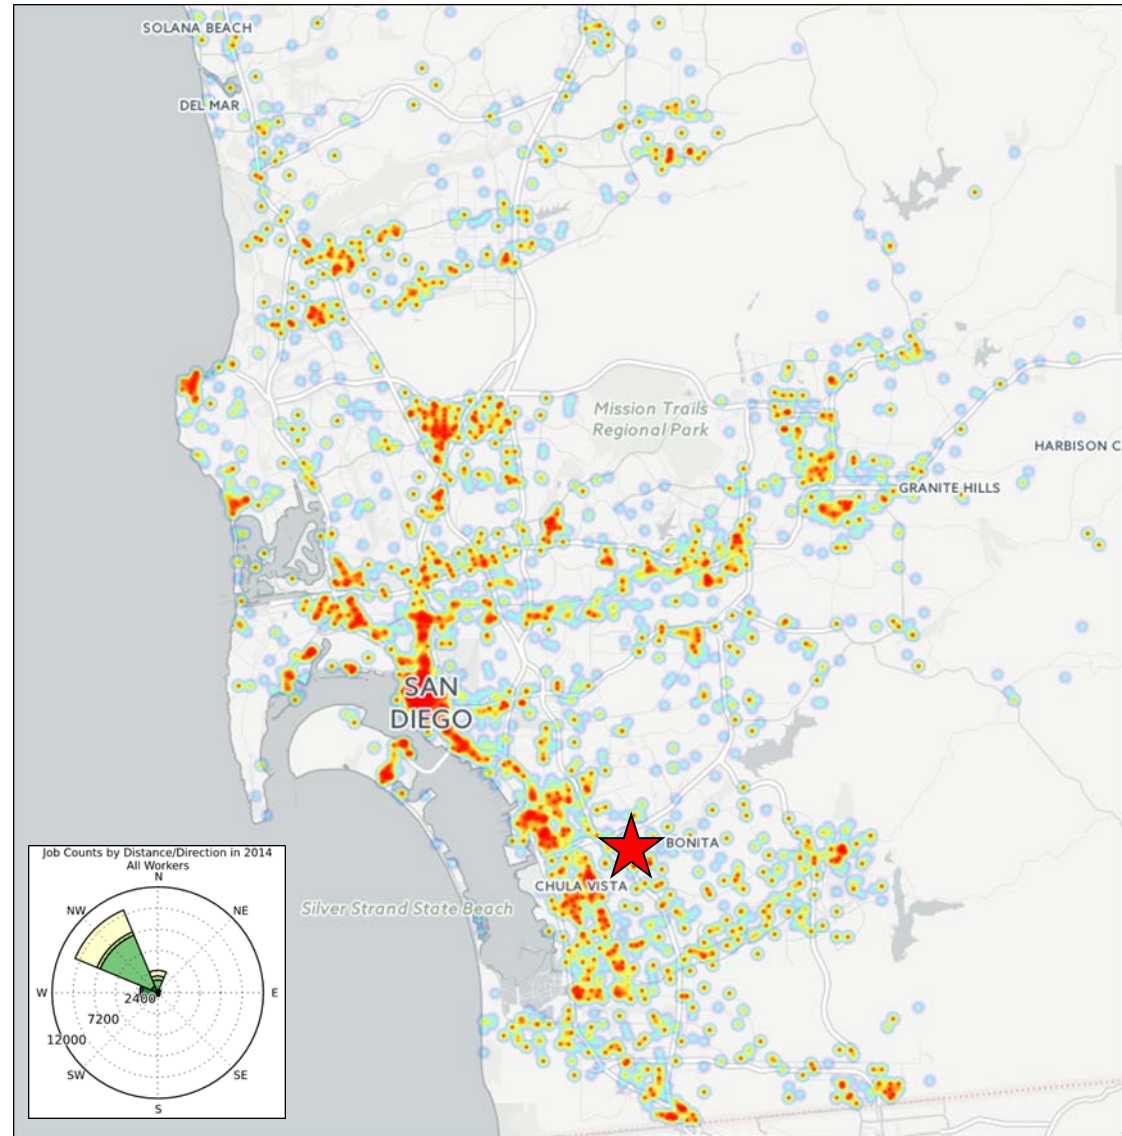 SOLANA BEACH
DEL MAR
Mission Trails
Regional Park
HARBISON C
GRANITE HILLS
SAN
DIEGO
BONITA
CHULA VISTA
Silver Strand State Beach
Job Counts by Distance/Direction in 2014
All Workers
N
NW
NE
W
E
2400
7200
12000
SW
SE
S